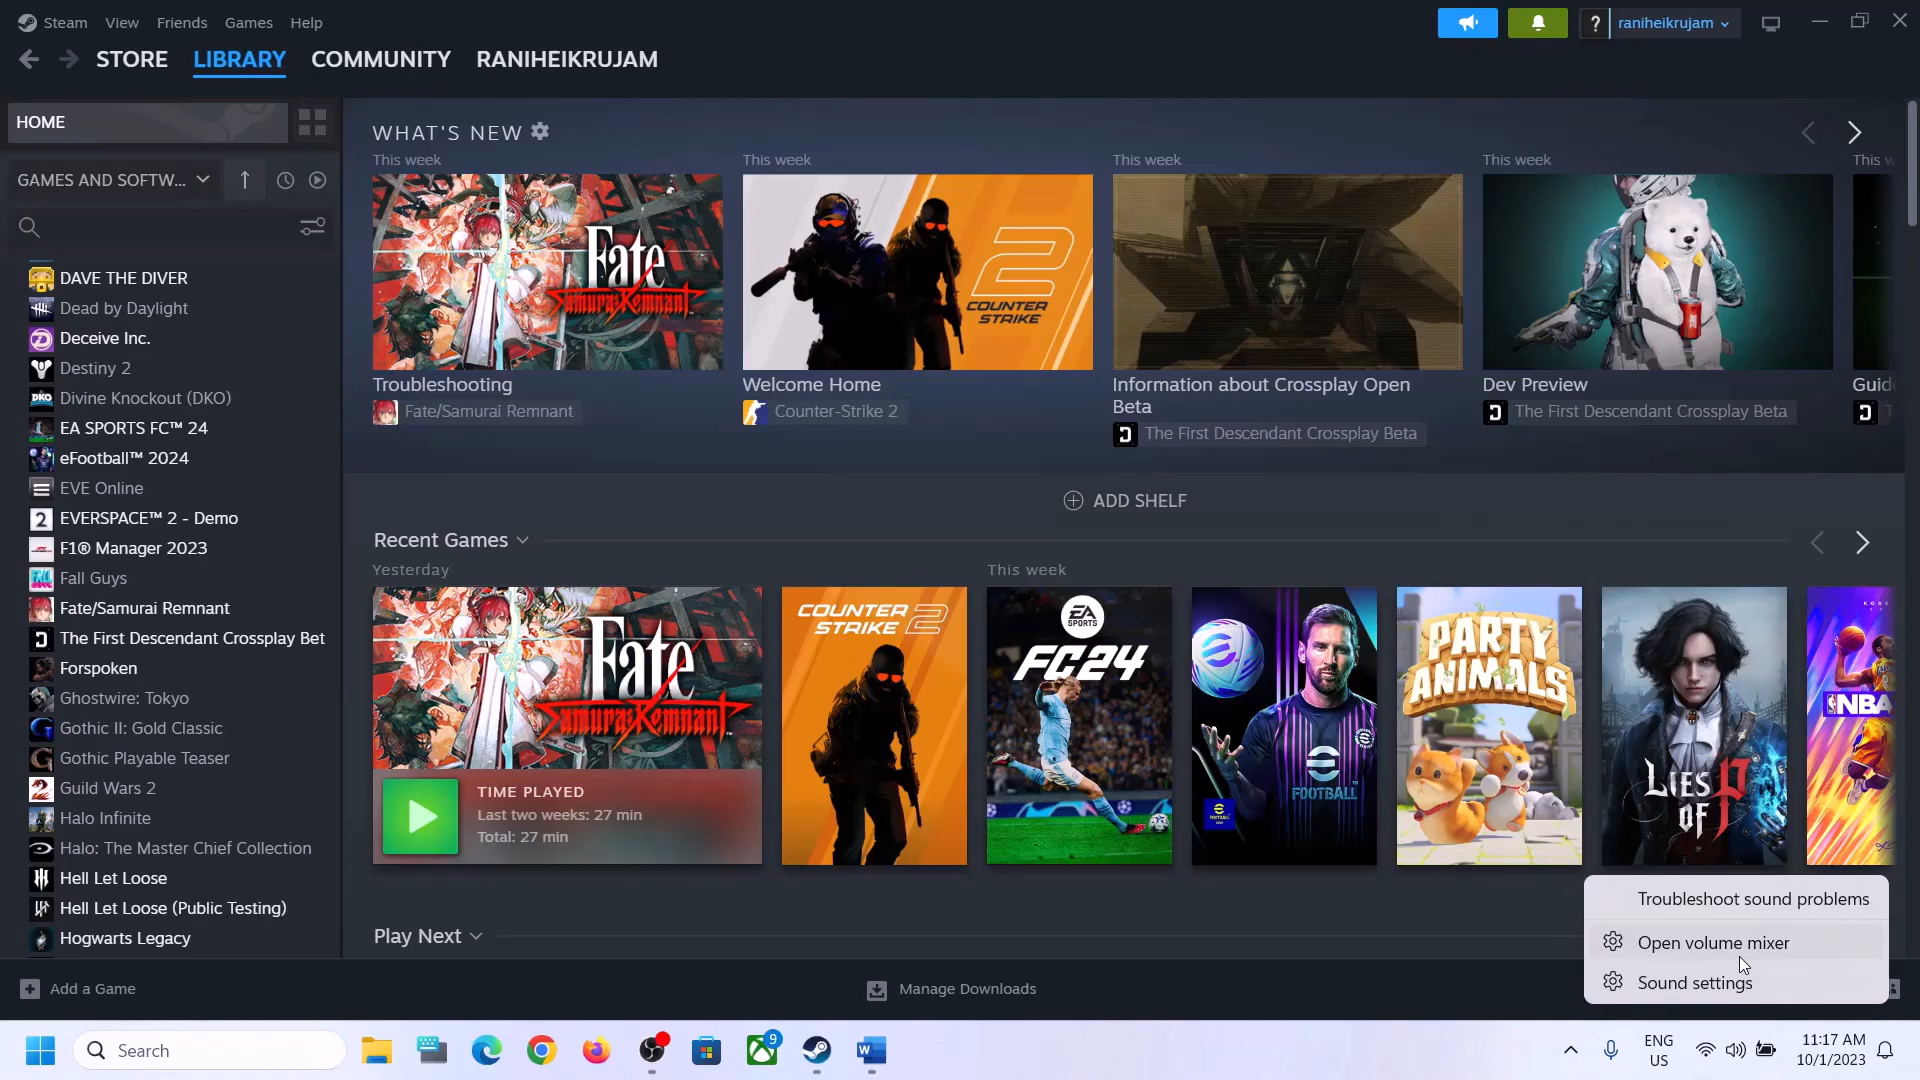 Steam View Friends Games Help
raniheikrujam
STORE LIBRARY COMMUNITY RANIHEIKRUJAM
HOME
GAMES AND SOFTW...
DAVE THE DIVER
Dead by Daylight
Deceive Inc.
Destiny 2
Divine Knockout (DKO)
EA SPORTS FC™ 24
eFootball™ 2024
EVE Online
EVERSPACE™ 2 - Demo
F1® Manager 2023
Fall Guys
Fate/Samurai Remnant
The First Descendant Crossplay Bet
Forspoken
Ghostwire: Tokyo
Gothic II: Gold Classic
Gothic Playable Teaser
Guild Wars 2
Halo Infinite
Halo: The Master Chief Collection
Hell Let Loose
Hell Let Loose (Public Testing)
Hogwarts Legacy
WHAT'S NEW
This week This week This week This week This
Fate
Samurai Remnant
2
COUNTER
STRIKE
Troubleshooting
Fate/Samurai Remnant
Welcome Home
Counter-Strike 2
Information about Crossplay Open
Beta
The First Descendant Crossplay Beta
Dev Preview
The First Descendant Crossplay Beta
Guid
ADD SHELF
Recent Games
Yesterday This week
Fate
Samurai Remnant
TIME PLAYED
Last two weeks: 27 min
Total: 27 min
COUNTER
STRIKE 2
EA
SPORTS
FC24
FOOTBALL
PARTY
ANIMALS
LIES
OF P
NBA
Play Next
Troubleshoot sound problems
Open volume mixer
Sound settings
Add a Game
Manage Downloads
Search
9
ENG
US
11:17 AM
10/1/2023